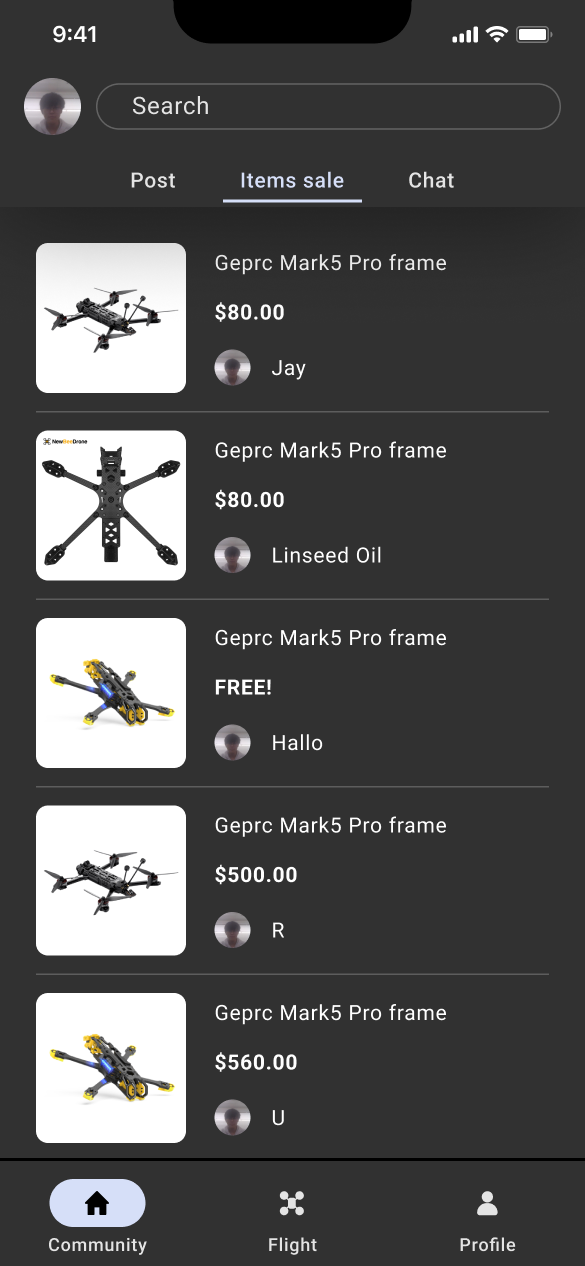 9:41
Search
Post Items sale Chat
Geprc Mark5 Pro frame
$80.00
Jay
NewBeeDrone
Geprc Mark5 Pro frame
$80.00
Linseed Oil
Geprc Mark5 Pro frame
FREE!
Hallo
Geprc Mark5 Pro frame
$500.00
R
Geprc Mark5 Pro frame
$560.00
U
Community Flight Profile